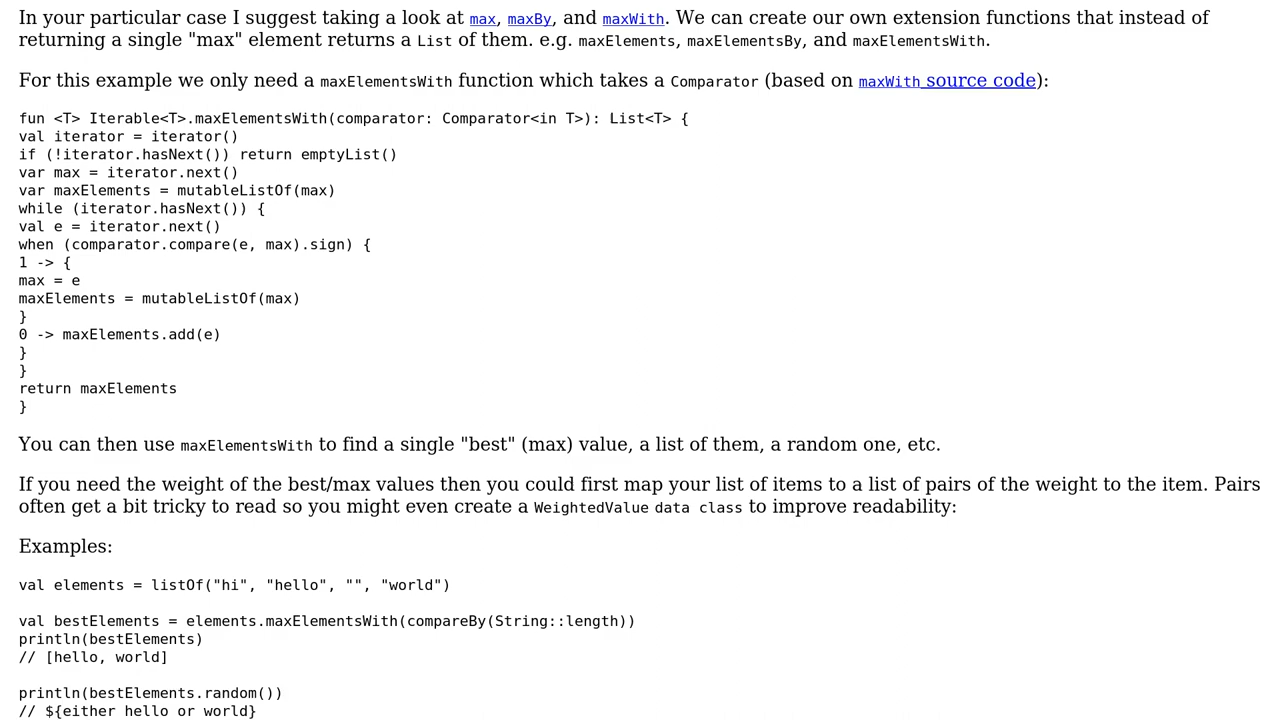 In your particular case I suggest taking a look at max, maxBy, and maxWith. We can create our own extension functions that instead of
returning a single "max" element returns a List of them. e.g. maxElements, maxElementsBy, and maxElementsWith.
For this example we only need a maxElementsWith function which takes a Comparator (based on maxWith source code):
fun <T> Iterable<T>.maxElementsWith(comparator: Comparator<in T>): List<T> {
val iterator = iterator()
if (!iterator.hasNext()) return emptyList()
var max = iterator.next()
var maxElements = mutableListOf(max)
while (iterator.hasNext()) {
val e = iterator.next()
when (comparator.compare(e, max).sign) {
1 -> {
max = e
maxElements = mutableListOf(max)
}
0 -> maxElements.add(e)
}
}
return maxElements
}
You can then use maxElementsWith to find a single "best" (max) value, a list of them, a random one, etc.
If you need the weight of the best/max values then you could first map your list of items to a list of pairs of the weight to the item. Pairs
often get a bit tricky to read so you might even create a WeightedValue data class to improve readability:
Examples:
val elements = listOf("hi", "hello", "", "world")
val bestElements = elements.maxElementsWith(compareBy(String::length))
println(bestElements)
// [hello, world]
println(bestElements.random())
// ${either hello or world}